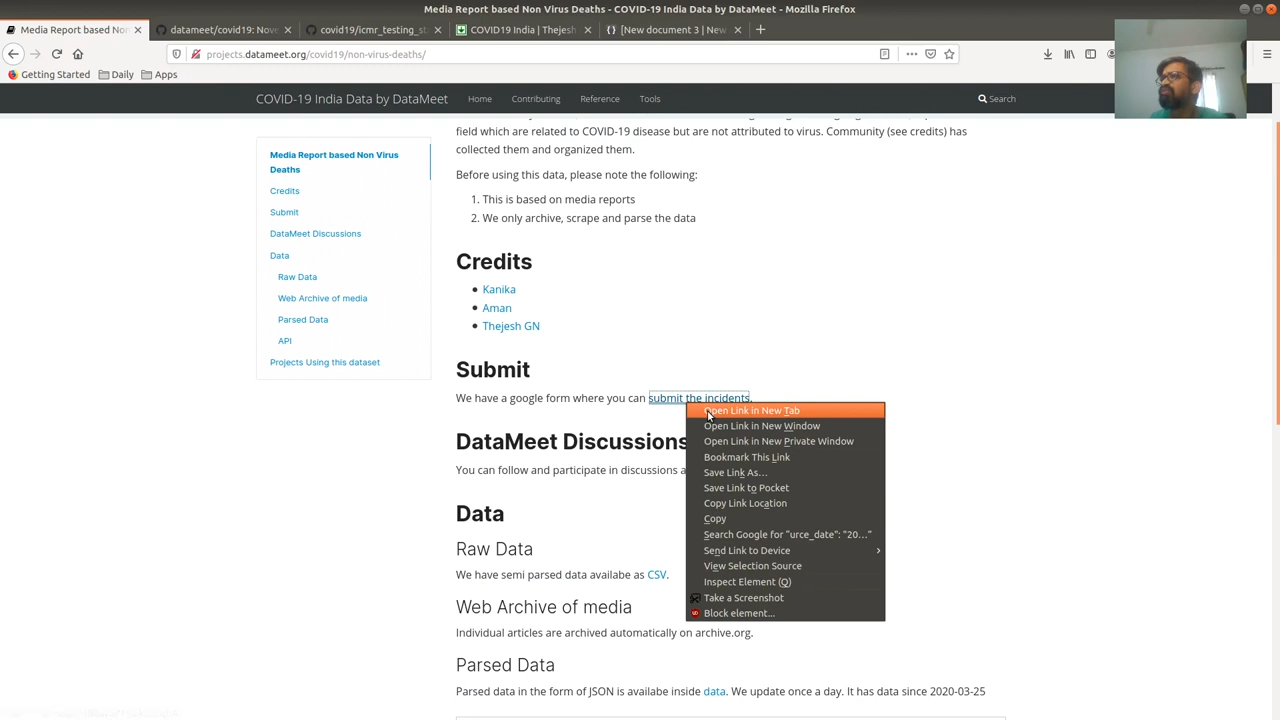 Media Report based Non Virus Deaths - COVID-19 India Data by DataMeet - Mozilla Firefox
Media Report based Non
datameet/covid19: Nove
covid19/icmr_testing_st
COVID19 India | Thejesh
[New document 3 | New
projects.datameet.org/covid19/non-virus-deaths/
Getting Started
Daily
Apps
COVID-19 India Data by DataMeet
Home
Contributing
Reference
Tools
Search
Media Report based Non Virus
Deaths
Credits
Submit
DataMeet Discussions
Data
Raw Data
Web Archive of media
Parsed Data
API
Projects Using this dataset
field which are related to COVID-19 disease but are not attributed to virus. Community (see credits) has
collected them and organized them.
Before using this data, please note the following:
1. This is based on media reports
2. We only archive, scrape and parse the data
Credits
Kanika
Aman
Thejesh GN
Submit
We have a google form where you can submit the incidents.
DataMeet Discussions
You can follow and participate in discussions a
Data
Raw Data
We have semi parsed data availabe as CSV.
Web Archive of media
Individual articles are archived automatically on archive.org.
Parsed Data
Parsed data in the form of JSON is availabe inside data. We update once a day. It has data since 2020-03-25
Open Link in New Tab
Open Link in New Window
Open Link in New Private Window
Bookmark This Link
Save Link As...
Save Link to Pocket
Copy Link Location
Copy
Search Google for "urce_date": "20..."
Send Link to Device
View Selection Source
Inspect Element (Q)
Take a Screenshot
Block element...